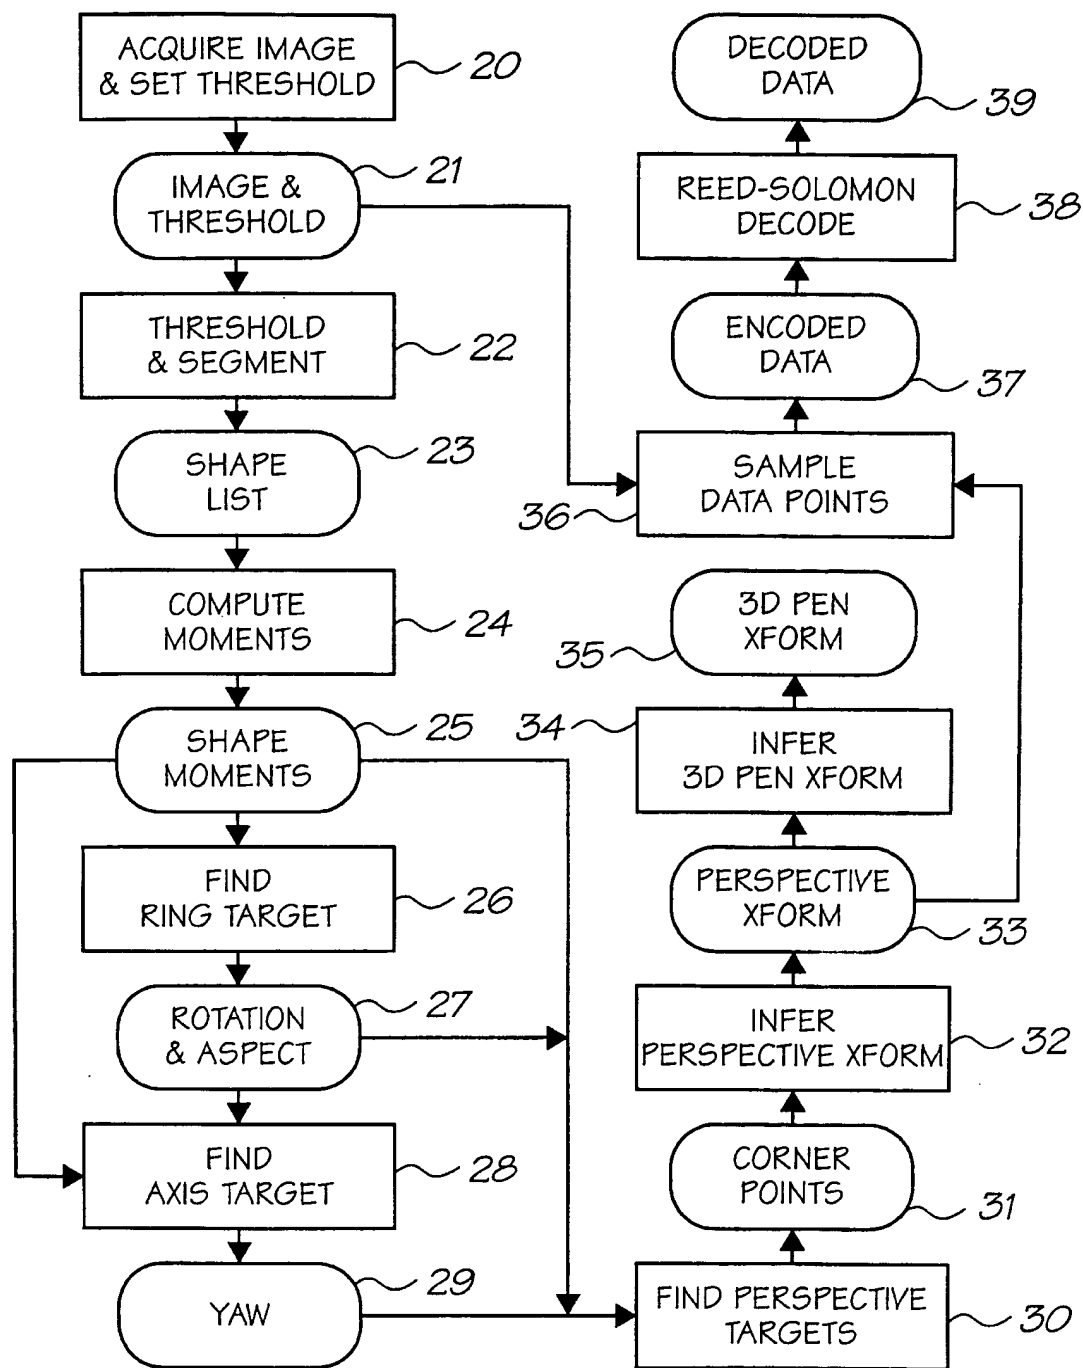 ACQUIRE IMAGE
& SET THRESHOLD
20
IMAGE &
THRESHOLD
21
THRESHOLD
& SEGMENT
22
SHAPE
LIST
23
COMPUTE
MOMENTS
24
SHAPE
MOMENTS
25
FIND
RING TARGET
26
ROTATION
& ASPECT
27
FIND
AXIS TARGET
28
YAW
29
DECODED
DATA
39
REED-SOLOMON
DECODE
38
ENCODED
DATA
37
SAMPLE
DATA POINTS
36
3D PEN
XFORM
35
34
INFER
3D PEN XFORM
PERSPECTIVE
XFORM
33
INFER
PERSPECTIVE XFORM
32
CORNER
POINTS
31
FIND PERSPECTIVE
TARGETS
30